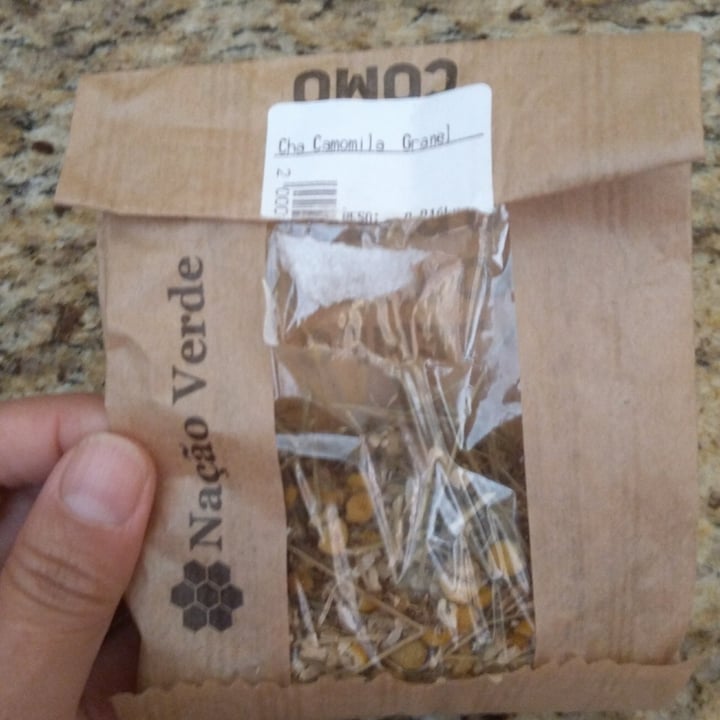 COMO
Cha Camomila Granel
Nação Verde